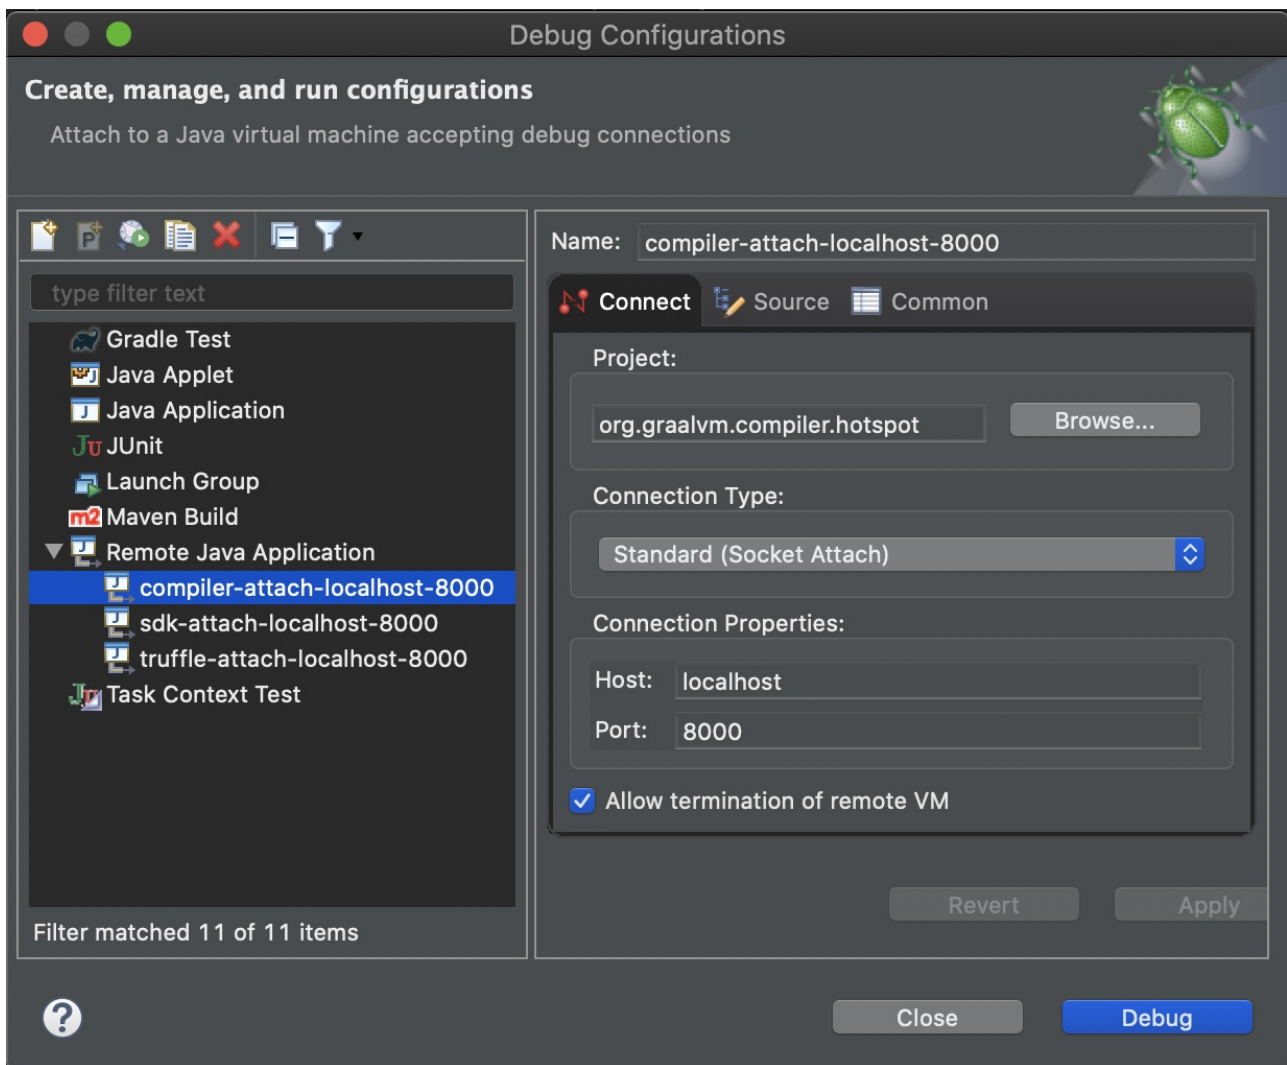 Debug Configurations
Create, manage, and run configurations
Attach to a Java virtual machine accepting debug connections
type filter text
Gradle Test
Java Applet
Java Application
JUnit
Launch Group
Maven Build
Remote Java Application
compiler-attach-localhost-8000
sdk-attach-localhost-8000
truffle-attach-localhost-8000
Task Context Test
Filter matched 11 of 11 items
Name: compiler-attach-localhost-8000
Connect Source Common
Project:
org.graalvm.compiler.hotspot Browse...
Connection Type:
Standard (Socket Attach)
Connection Properties:
Host: localhost
Port: 8000
Allow termination of remote VM
Revert Apply
Close Debug